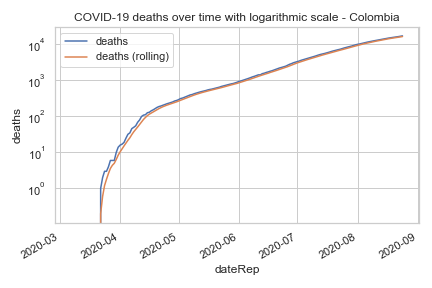 COVID-19 deaths over time with logarithmic scale - Colombia
deaths
deaths (rolling)
10⁴
10³
10²
10¹
10⁰
deaths
2020-03
2020-04
2020-05
2020-06
2020-07
2020-08
2020-09
dateRep